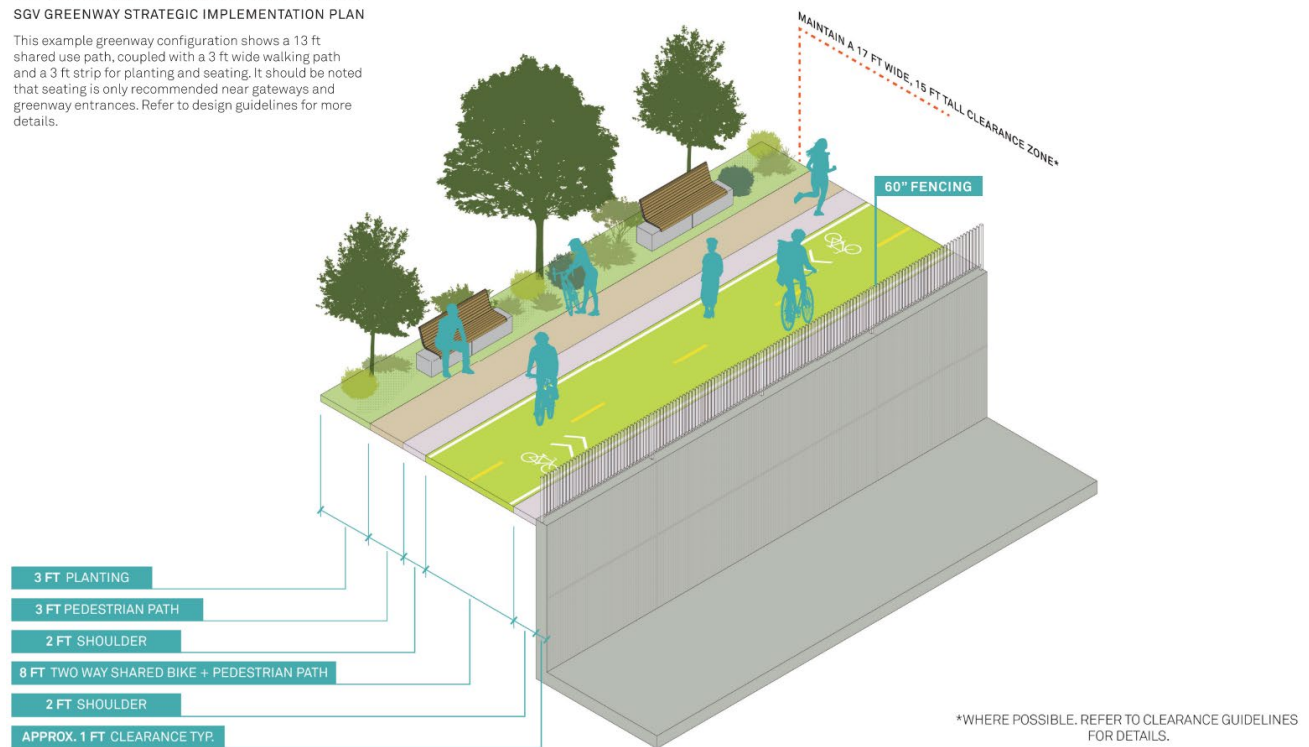 SGV GREENWAY STRATEGIC IMPLEMENTATION PLAN
This example greenway configuration shows a 13 ft
shared use path, coupled with a 3 ft wide walking path
and a 3 ft strip for planting and seating. It should be noted
that seating is only recommended near gateways and
greenway entrances. Refer to design guidelines for more
details.
MAINTAIN A 17 FT WIDE, 15 FT TALL CLEARANCE ZONE*
60" FENCING
3 FT PLANTING
3 FT PEDESTRIAN PATH
2 FT SHOULDER
8 FT TWO WAY SHARED BIKE + PEDESTRIAN PATH
2 FT SHOULDER
APPROX. 1 FT CLEARANCE TYP.
*WHERE POSSIBLE. REFER TO CLEARANCE GUIDELINES
FOR DETAILS.